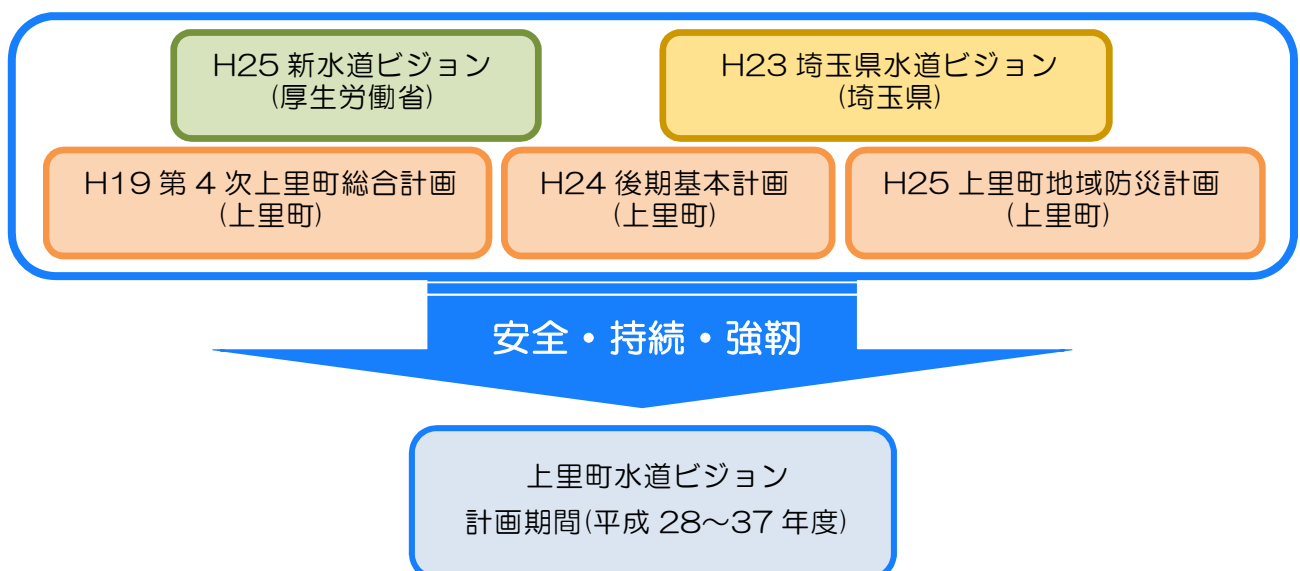 H25 新水道ビジョン
(厚生労働省)
H23 埼玉県水道ビジョン
(埼玉県)
H19 第 4 次上里町総合計画
(上里町)
H24 後期基本計画
(上里町)
H25 上里町地域防災計画
(上里町)
安全・持続・強靭
上里町水道ビジョン
計画期間(平成 28～37 年度)